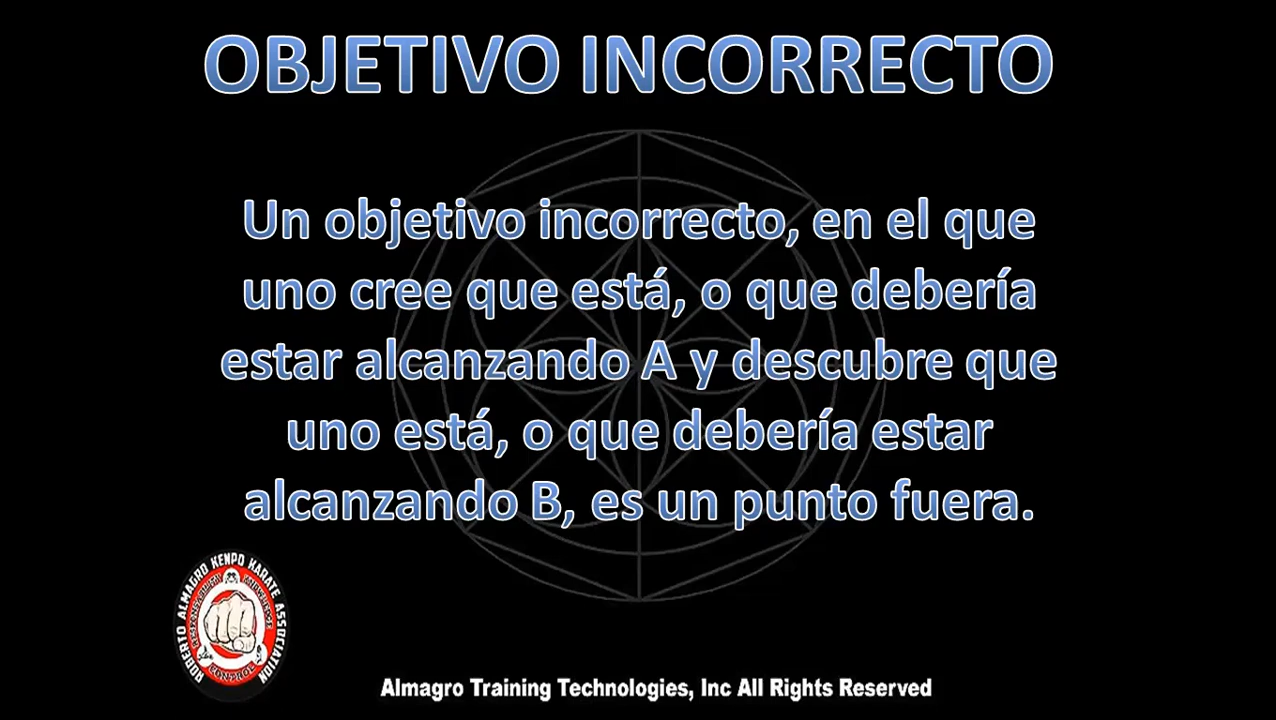 OBJETIVO INCORRECTO
Un objetivo incorrecto, en el que
uno cree que está, o que debería
estar alcanzando A y descubre que
uno está, o que debería estar
alcanzando B, es un punto fuera.
ROBERTO ALMAGRO KENPO KARATE ASSOCIATION
RESPONSABILITY KNOWLEDGE
CONTROL
Almagro Training Technologies, Inc All Rights Reserved